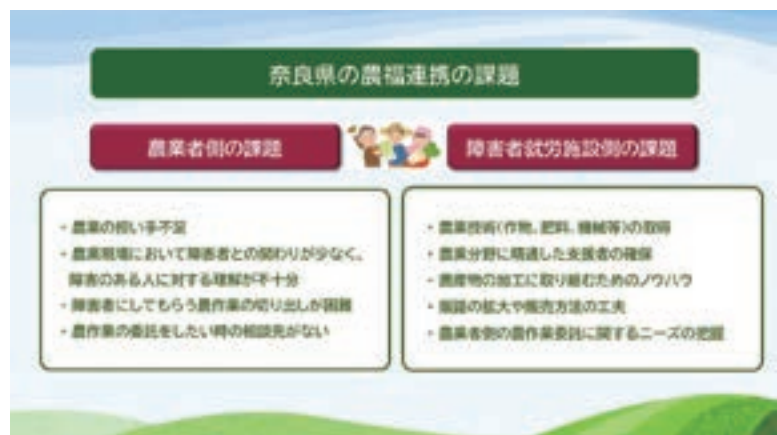 奈良県の農福連携の課題
農業者側の課題
障害者就労施設側の課題
・農業の担い手不足
・農業現場において障害者との関わりが少なく、
障害のある人に対する理解が不十分
・障害者にしてもらう農作業の切り出しが困難
・農作業の委託をしたい時の相談先がない
・農業技術(作物、肥料、機械等)の取得
・農業分野に精通した支援者の確保
・農産物の加工に取り組むためのノウハウ
・販路の拡大や販売方法の工夫
・農業者側の農作業委託に関するニーズの把握